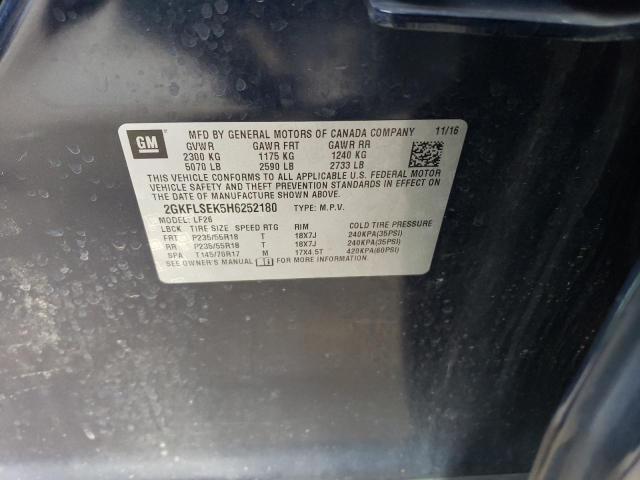 GM
MFD BY GENERAL MOTORS OF CANADA COMPANY 11/16
GVWR GAWR FRT GAWR RR
2300 KG 1175 KG 1240 KG
5070 LB 2590 LB 2733 LB
THIS VEHICLE CONFORMS TO ALL APPLICABLE U.S. FEDERAL MOTOR
VEHICLE SAFETY AND THEFT PREVENTION STANDARDS IN EFFECT ON
THE DATE OF MANUFACTURE SHOWN ABOVE.
2GKFLSEK5H6252180 TYPE: M.P.V.
MODEL: LF26
LBCK TIRE SIZE SPEED RTG RIM COLD TIRE PRESSURE
FRT P235/55R18 T 18X7J 240KPA(35PSI)
RR P235/55R18 T 18X7J 240KPA(35PSI)
SPA T145/70R17 M 17X4.5T 420KPA(60PSI)
SEE OWNER'S MANUAL FOR MORE INFORMATION.